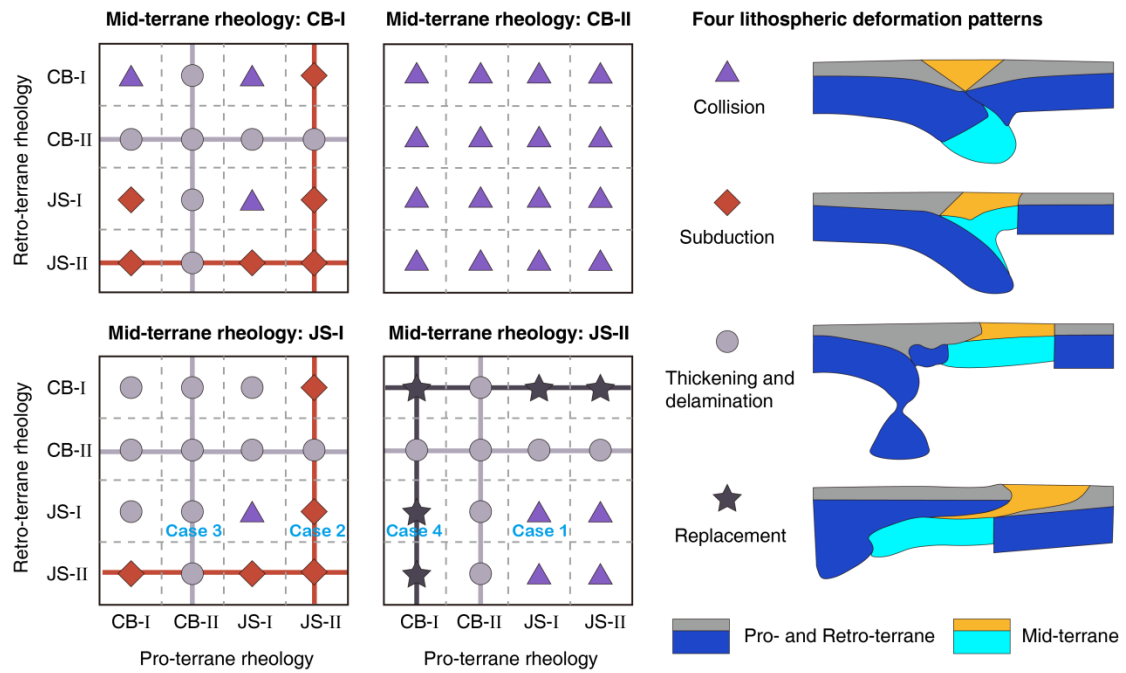 Mid-terrane rheology: CB-I
Mid-terrane rheology: CB-II
Four lithospheric deformation patterns
Retro-terrane rheology
CB-I
CB-II
JS-I
JS-II
Collision
Subduction
Mid-terrane rheology: JS-I
Mid-terrane rheology: JS-II
Retro-terrane rheology
CB-I
CB-II
JS-I
JS-II
Case 3
Case 2
Case 4
Case 1
CB-I CB-II JS-I JS-II
CB-I CB-II JS-I JS-II
Pro-terrane rheology
Pro-terrane rheology
Thickening and
delamination
Replacement
Pro- and Retro-terrane
Mid-terrane